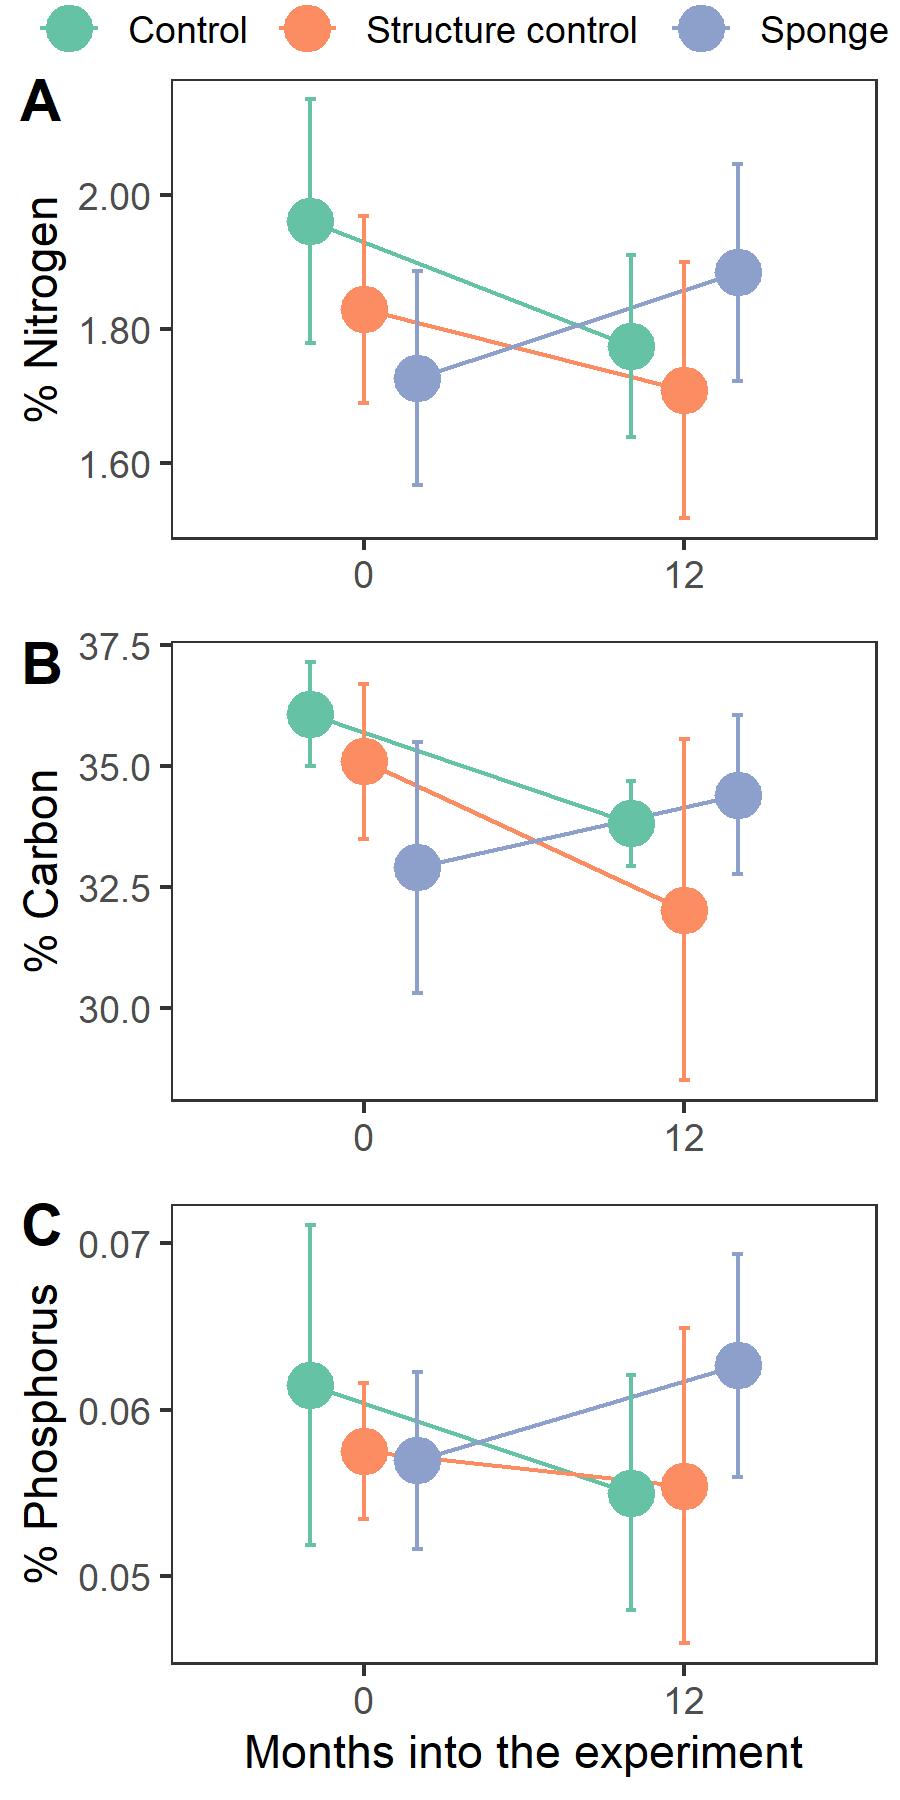 Control Structure control Sponge
A
% Nitrogen
2.00
1.80
1.60
0 12
B
% Carbon
37.5
35.0
32.5
30.0
0 12
C
% Phosphorus
0.07
0.06
0.05
0 12
Months into the experiment